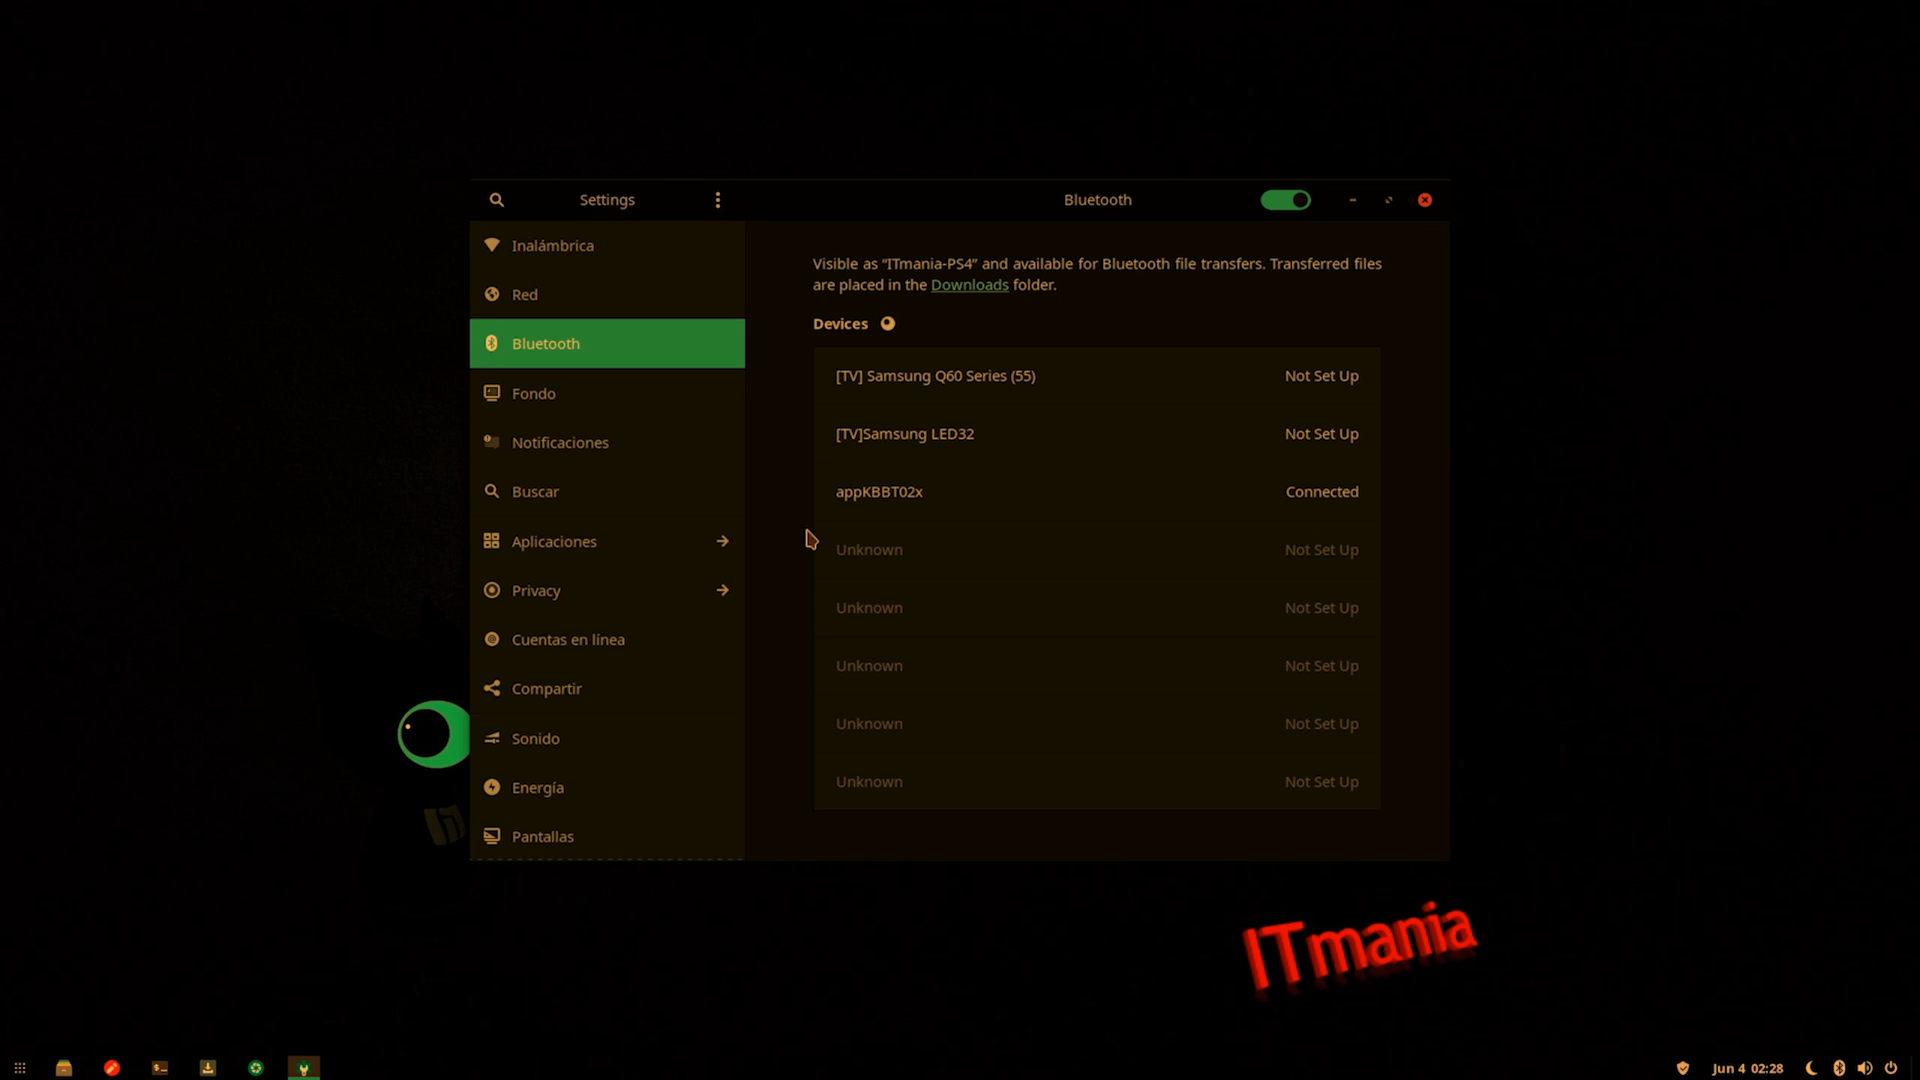 Settings
Bluetooth
Inalámbrica
Red
Bluetooth
Fondo
Notificaciones
Buscar
Aplicaciones
Privacy
Cuentas en línea
Compartir
Sonido
Energía
Pantallas
Visible as “ITmania-PS4” and available for Bluetooth file transfers. Transferred files
are placed in the Downloads folder.
Devices
[TV] Samsung Q60 Series (55) Not Set Up
[TV]Samsung LED32 Not Set Up
appKBBT02x Connected
Unknown Not Set Up
Unknown Not Set Up
Unknown Not Set Up
Unknown Not Set Up
Unknown Not Set Up
ITmania
Jun 4 02:28